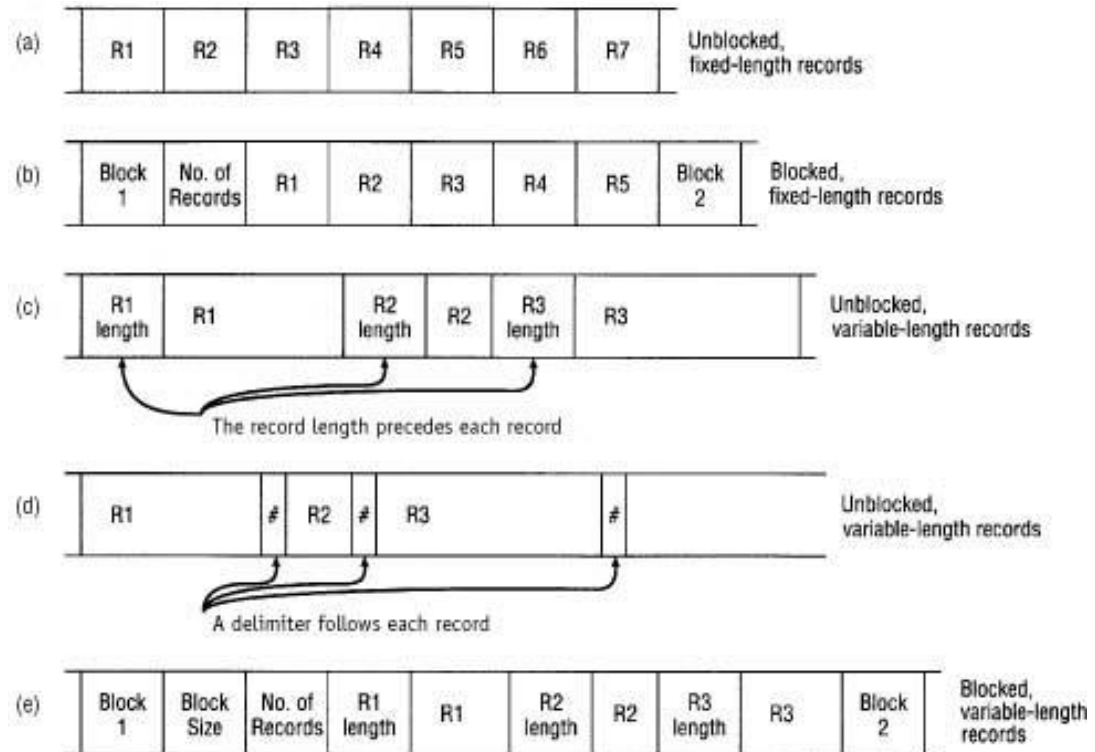 (a)
R1 R2 R3 R4 R5 R6 R7
Unblocked,
fixed-length records
(b)
Block
1
No. of
Records
R1 R2 R3 R4 R5
Block
2
Blocked,
fixed-length records
(c)
R1
length
R1
R2
length
R2
R3
length
R3
Unblocked,
variable-length records
The record length precedes each record
(d)
R1 # R2 # R3 #
Unblocked,
variable-length records
A delimiter follows each record
(e)
Block
1
Block
Size
No. of
Records
R1
length
R1
R2
length
R2
R3
length
R3
Block
2
Blocked,
variable-length
records